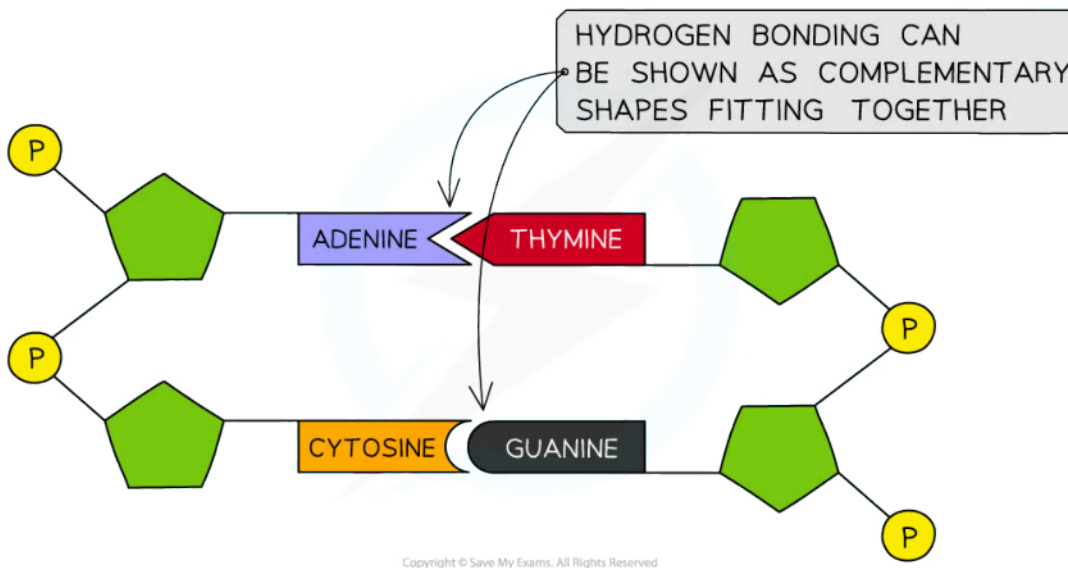 HYDROGEN BONDING CAN
BE SHOWN AS COMPLEMENTARY
SHAPES FITTING TOGETHER
P
ADENINE
THYMINE
P
P
CYTOSINE
GUANINE
P
Copyright © Save My Exams. All Rights Reserved